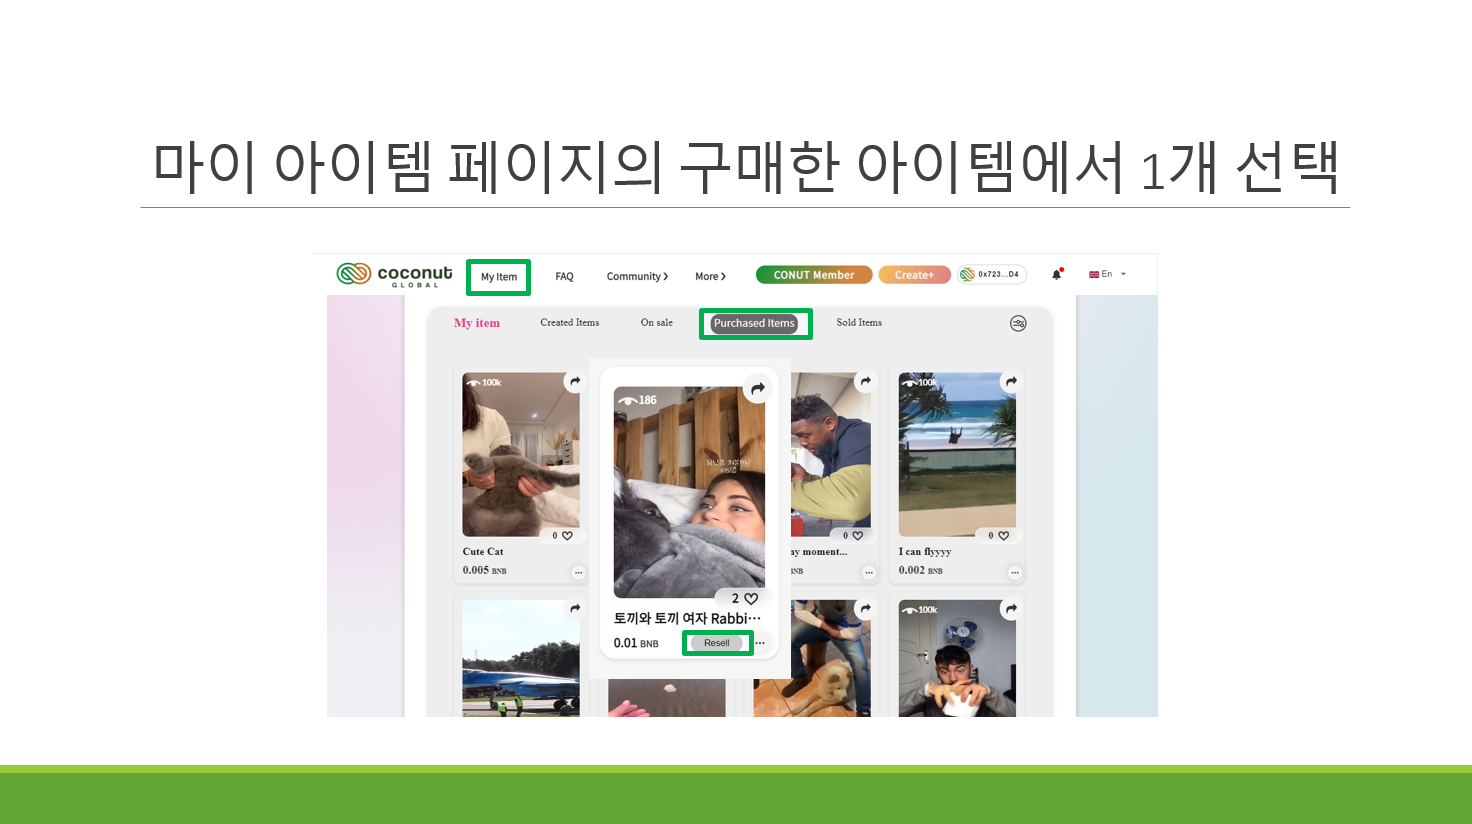 마이 아이템 페이지의 구매한 아이템에서 1개 선택
coconut
GLOBAL
My Item
FAQ
Community
More
CONUT Member
Create+
0x723...D4
En
My item
Created Items
On sale
Purchased Items
Sold Items
100k
186
100k
0
2
0
0
Cute Cat
0.005 BNB
토끼와 토끼 여자 Rabbi...
0.01 BNB
Resell
ay moment...
BNB
I can flyyyy
0.002 BNB
100k
100k